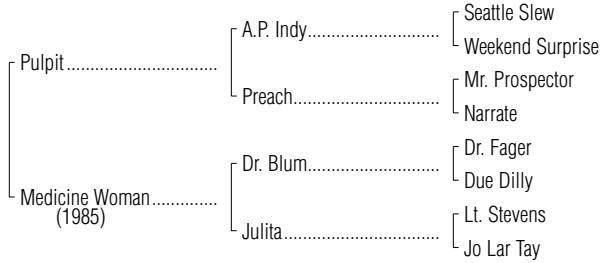 Seattle Slew
A.P. Indy
Weekend Surprise
Pulpit
Mr. Prospector
Preach
Narrate
Dr. Fager
Dr. Blum
Due Dilly
Medicine Woman
(1985)
Lt. Stevens
Julita
Jo Lar Tay